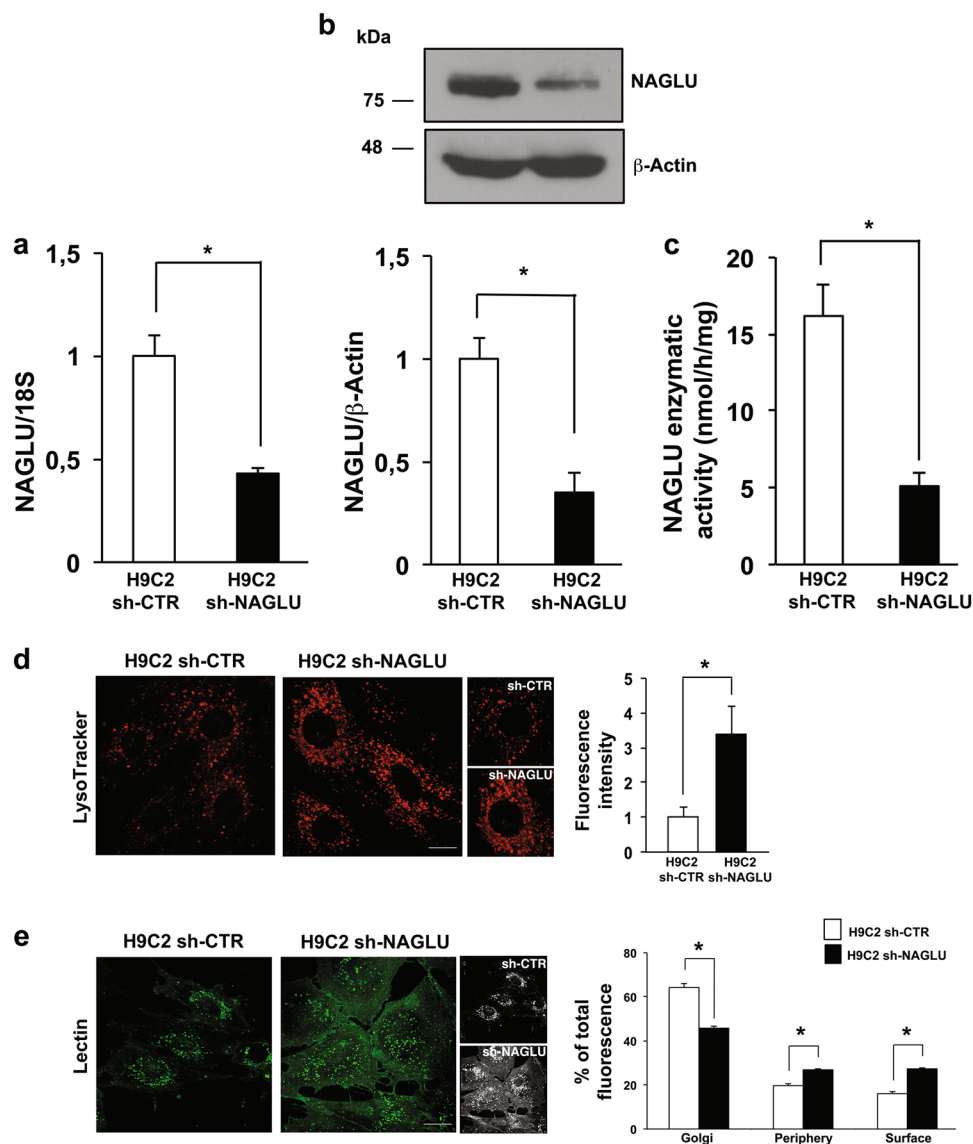 b
kDa
NAGLU
75
48
β-Actin
a
NAGLU/18S
1,5
1
0,5
0
*
H9C2
sh-CTR
H9C2
sh-NAGLU
NAGLU/β-Actin
1,5
1
0,5
0
*
H9C2
sh-CTR
H9C2
sh-NAGLU
c
NAGLU enzymatic
activity (nmol/h/mg)
20
15
10
5
0
*
H9C2
sh-CTR
H9C2
sh-NAGLU
d
H9C2 sh-CTR
H9C2 sh-NAGLU
LysoTracker
sh-CTR
sh-NAGLU
Fluorescence
intensity
5
4
3
2
1
0
*
H9C2
sh-CTR
H9C2
sh-NAGLU
e
H9C2 sh-CTR
H9C2 sh-NAGLU
Lectin
sh-CTR
sh-NAGLU
H9C2 sh-CTR
H9C2 sh-NAGLU
% of total
fluorescence
80
60
40
20
0
*
*
*
Golgi
Periphery
Surface